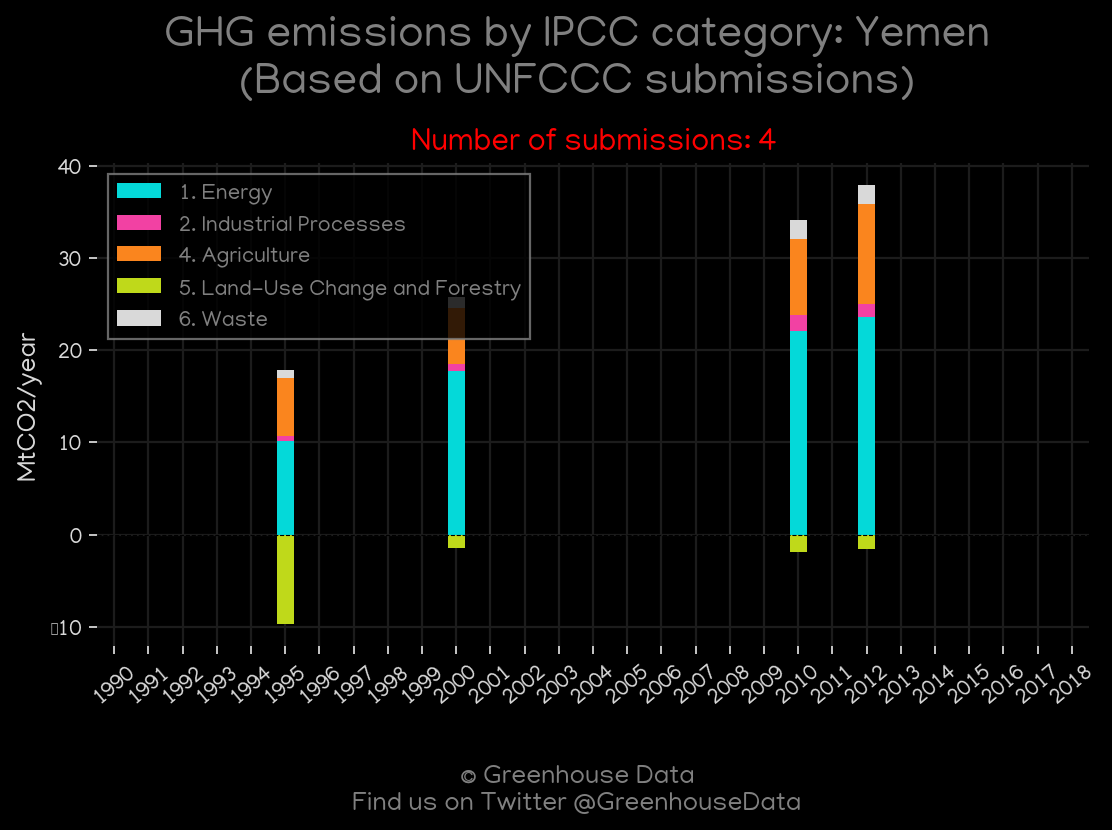 GHG emissions by IPCC category: Yemen
(Based on UNFCCC submissions)
Number of submissions: 4
1. Energy
2. Industrial Processes
4. Agriculture
5. Land-Use Change and Forestry
6. Waste
MtCO2/year
40
30
20
10
0
▯10
1990 1991 1992 1993 1994 1995 1996 1997 1998 1999 2000 2001 2002 2003 2004 2005 2006 2007 2008 2009 2010 2011 2012 2013 2014 2015 2016 2017 2018
© Greenhouse Data
Find us on Twitter @GreenhouseData